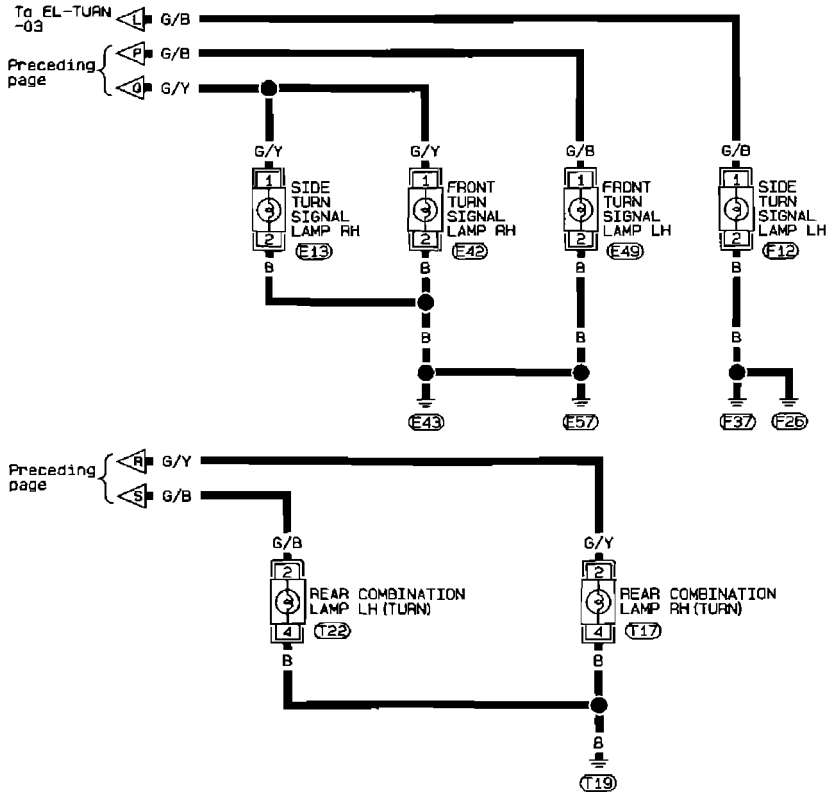 To EL-TURN
-03
L G/B
Preceding
page
P G/B
Q G/Y
G/Y G/Y G/B G/B
1 1 1 1
SIDE
TURN
SIGNAL
LAMP RH
FRONT
TURN
SIGNAL
LAMP RH
FRONT
TURN
SIGNAL
LAMP LH
SIDE
TURN
SIGNAL
LAMP LH
2 2 2 2
E13 E42 E49 F12
B B B B
B B B
E43 E57 F37 F26
Preceding
page
R G/Y
S G/B
G/B G/Y
2 2
REAR COMBINATION
LAMP LH (TURN)
REAR COMBINATION
LAMP RH (TURN)
4 4
T22 T17
B B
B
T19